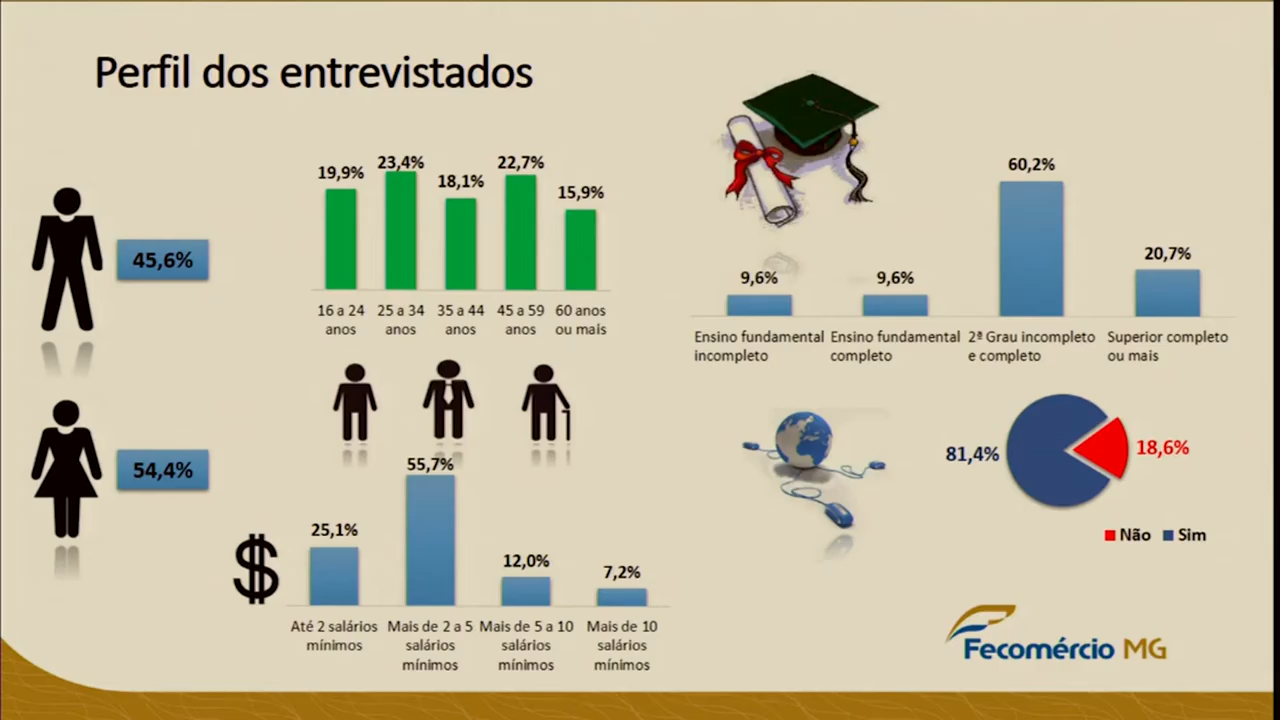 Perfil dos entrevistados
45,6%
54,4%
19,9% 23,4% 18,1% 22,7% 15,9%
16 a 24 25 a 34 35 a 44 45 a 59 60 anos
anos anos anos anos ou mais
9,6% 9,6% 60,2% 20,7%
Ensino fundamental Ensino fundamental 2ª Grau incompleto Superior completo
incompleto completo e completo ou mais
$
25,1% 55,7% 12,0% 7,2%
Até 2 salários Mais de 2 a 5 Mais de 5 a 10 Mais de 10
mínimos salários salários salários
mínimos mínimos mínimos
81,4% 18,6%
Não Sim
Fecomércio MG